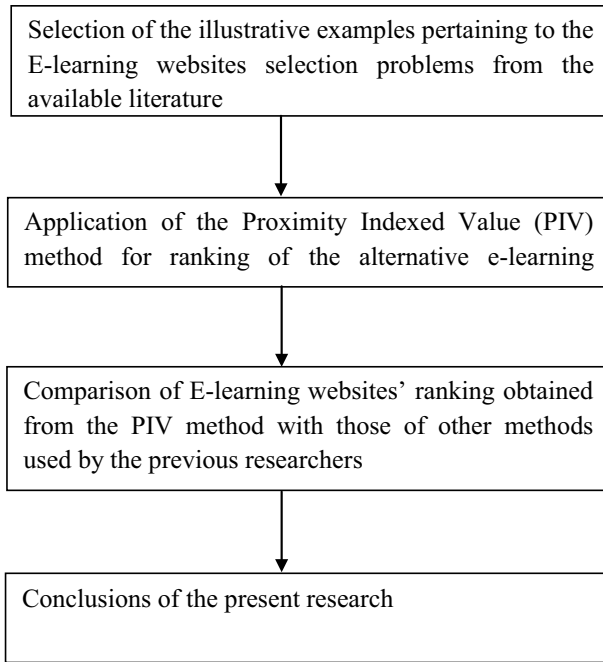 Selection of the illustrative examples pertaining to the
E-learning websites selection problems from the
available literature
Application of the Proximity Indexed Value (PIV)
method for ranking of the alternative e-learning
Comparison of E-learning websites’ ranking obtained
from the PIV method with those of other methods
used by the previous researchers
Conclusions of the present research